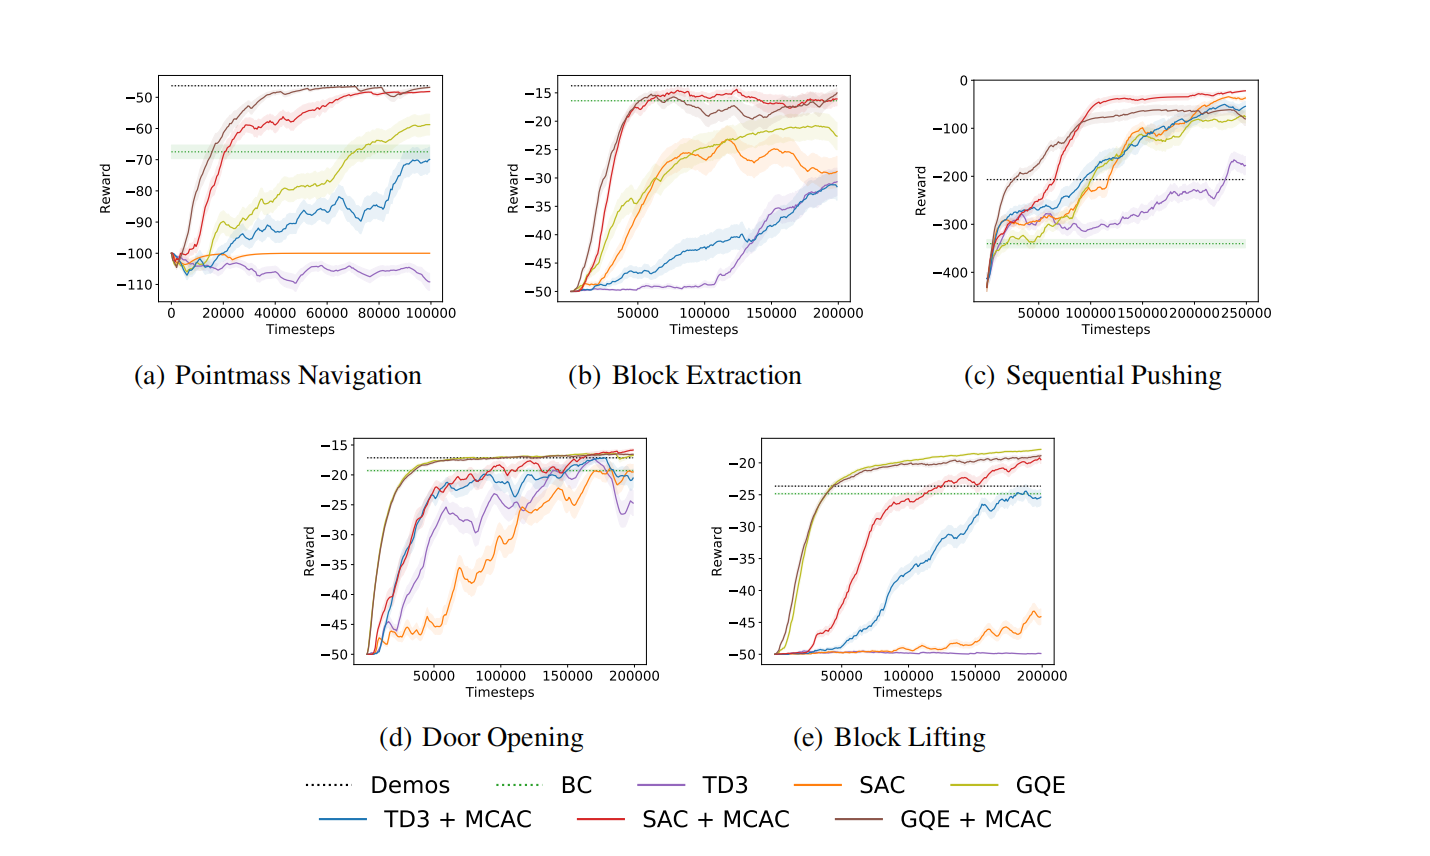 −50
−60
−70
−80
−90
−100
−110
Reward
0 20000 40000 60000 80000 100000
Timesteps
(a) Pointmass Navigation
−15
−20
−25
−30
−35
−40
−45
−50
Reward
50000 100000 150000 200000
Timesteps
(b) Block Extraction
0
−100
−200
−300
−400
Reward
50000 100000 150000 200000 250000
Timesteps
(c) Sequential Pushing
−15
−20
−25
−30
−35
−40
−45
−50
Reward
50000 100000 150000 200000
Timesteps
(d) Door Opening
−20
−25
−30
−35
−40
−45
−50
Reward
50000 100000 150000 200000
Timesteps
(e) Block Lifting
Demos BC TD3 SAC GQE
TD3 + MCAC SAC + MCAC GQE + MCAC